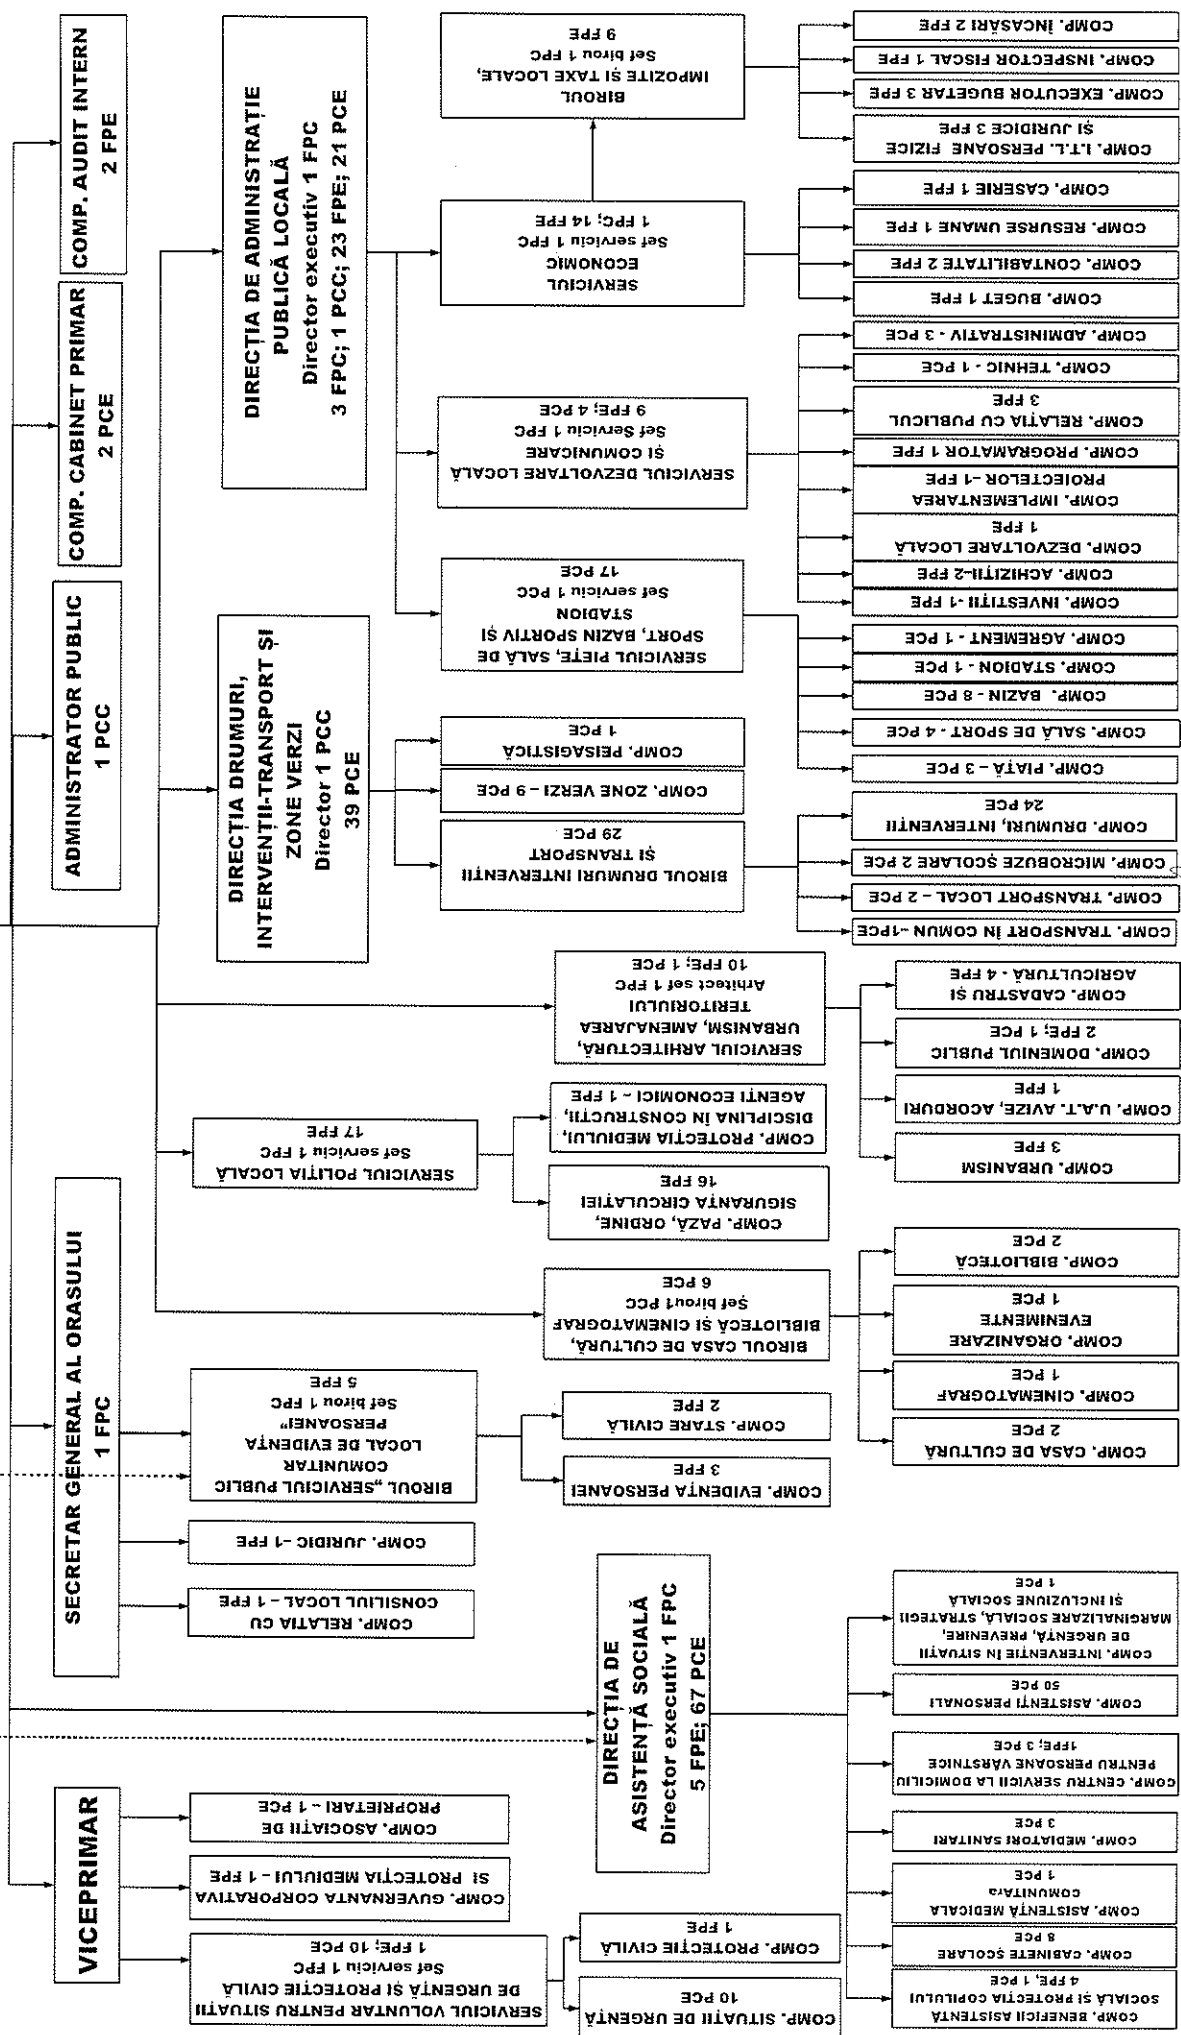 VICEPRIMAR
SECRETAR GENERAL AL ORASULUI
1 FPC
ADMINISTRATOR PUBLIC
1 PCC
COMP. CABINET PRIMAR
2 PCE
COMP. AUDIT INTERN
2 FPE
COMP. ASOCIAȚII DE
PROPRIETARI – 1 PCE
COMP. GUVERNANTA CORPORATIVA
SI PROTECȚIA MEDIULUI – 1 FPE
SERVICIUL VOLUNTAR PENTRU SITUAȚII
DE URGENȚĂ ȘI PROTECȚIE CIVILĂ
Sef serviciu 1 FPC
1 FPE; 10 PCE
COMP. PROTECȚIE CIVILĂ
1 FPE
COMP. SITUAȚII DE URGENȚĂ
10 PCE
COMP. RELATIA CU
CONSILIUL LOCAL – 1 FPE
COMP. JURIDIC –1 FPE
BIROUL „SERVICIUL PUBLIC
COMUNITAR
LOCAL DE EVIDENȚA
PERSOANEI"
Sef birou 1 FPC
5 FPE
COMP. STARE CIVILĂ
2 FPE
COMP. EVIDENȚA PERSOANEI
3 FPE
DIRECȚIA DE
ASISTENȚĂ SOCIALĂ
Director executiv 1 FPC
5 FPE; 67 PCE
COMP. BENEFICII ASISTENȚĂ
SOCIALĂ ȘI PROTECȚIA COPILULUI
4 FPE, 1 PCE
COMP. CABINETE ȘCOLARE
8 PCE
COMP. ASISTENȚĂ MEDICALA
COMUNITARa
1 PCE
COMP. MEDIATORI SANITARI
3 PCE
COMP. CENTRU SERVICII LA DOMICILIU
PENTRU PERSOANE VÂRSTNICE
1FPE; 3 PCE
COMP. ASISTENȚI PERSONALI
50 PCE
COMP. INTERVENȚIE ÎN SITUAȚII
DE URGENȚĂ, PREVENIRE,
MARGINALIZARE SOCIALĂ, STRATEGII
ȘI INCLUZIUNE SOCIALĂ
1 PCE
BIROUL CASA DE CULTURĂ,
BIBLIOTECĂ ȘI CINEMATOGRAF
Șef birou1 PCC
6 PCE
COMP. CASA DE CULTURĂ
2 PCE
COMP. CINEMATOGRAF
1 PCE
COMP. ORGANIZARE
EVENIMENTE
1 PCE
COMP. BIBLIOTECĂ
2 PCE
SERVICIUL POLIȚIA LOCALĂ
Sef serviciu 1 FPC
17 FPE
COMP. PAZĂ, ORDINE,
SIGURANȚA CIRCULATIEI
16 FPE
COMP. PROTECȚIA MEDIULUI,
DISCIPLINA ÎN CONSTRUCȚII,
AGENȚI ECONOMICI – 1 FPE
SERVICIUL ARHITECTURĂ,
URBANISM, AMENAJAREA
TERITORIULUI
Arhitect sef 1 FPC
10 FPE; 1 PCE
COMP. URBANISM
3 FPE
COMP. U.A.T. AVIZE, ACORDURI
1 FPE
COMP. DOMENIUL PUBLIC
2 FPE; 1 PCE
COMP. CADASTRU ȘI
AGRICULTURĂ - 4 FPE
DIRECȚIA DRUMURI,
INTERVENȚII-TRANSPORT ȘI
ZONE VERZI
Director 1 PCC
39 PCE
BIROUL DRUMURI INTERVENȚII
ȘI TRANSPORT
29 PCE
COMP. ZONE VERZI – 9 PCE
COMP. PEISAGISTICĂ
1 PCE
COMP. TRANSPORT ÎN COMUN –1PCE
COMP. TRANSPORT LOCAL – 2 PCE
COMP. MICROBUZE ȘCOLARE 2 PCE
COMP. DRUMURI, INTERVENȚII
24 PCE
DIRECȚIA DE ADMINISTRAȚIE
PUBLICĂ LOCALĂ
Director executiv 1 FPC
3 FPC; 1 PCC; 23 FPE; 21 PCE
SERVICIUL PIEȚE, SALĂ DE
SPORT, BAZIN SPORTIV ȘI
STADION
Sef serviciu 1 PCC
17 PCE
COMP. PIAȚĂ – 3 PCE
COMP. SALĂ DE SPORT - 4 PCE
COMP. BAZIN - 8 PCE
COMP. STADION - 1 PCE
COMP. AGREMENT - 1 PCE
SERVICIUL DEZVOLTARE LOCALĂ
ȘI COMUNICARE
Sef Serviciu 1 FPC
9 FPE; 4 PCE
COMP. INVESTIȚII -1 FPE
COMP. ACHIZIȚII–2 FPE
COMP. DEZVOLTARE LOCALĂ
1 FPE
COMP. IMPLEMENTAREA
PROIECTELOR –1 FPE
COMP. PROGRAMATOR 1 FPE
COMP. RELAȚIA CU PUBLICUL
3 FPE
COMP. TEHNIC - 1 PCE
COMP. ADMINISTRATIV - 3 PCE
SERVICIUL
ECONOMIC
Sef serviciu 1 FPC
1 FPC; 14 FPE
COMP. BUGET 1 FPE
COMP. CONTABILITATE 2 FPE
COMP. RESURSE UMANE 1 FPE
COMP. CASERIE 1 FPE
BIROUL
IMPOZITE ȘI TAXE LOCALE,
Sef birou 1 FPC
9 FPE
COMP. I.T.L. PERSOANE FIZICE
ȘI JURIDICE 3 FPE
COMP. EXECUTOR BUGETAR 3 FPE
COMP. INSPECTOR FISCAL 1 FPE
COMP. ÎNCASĂRI 2 FPE